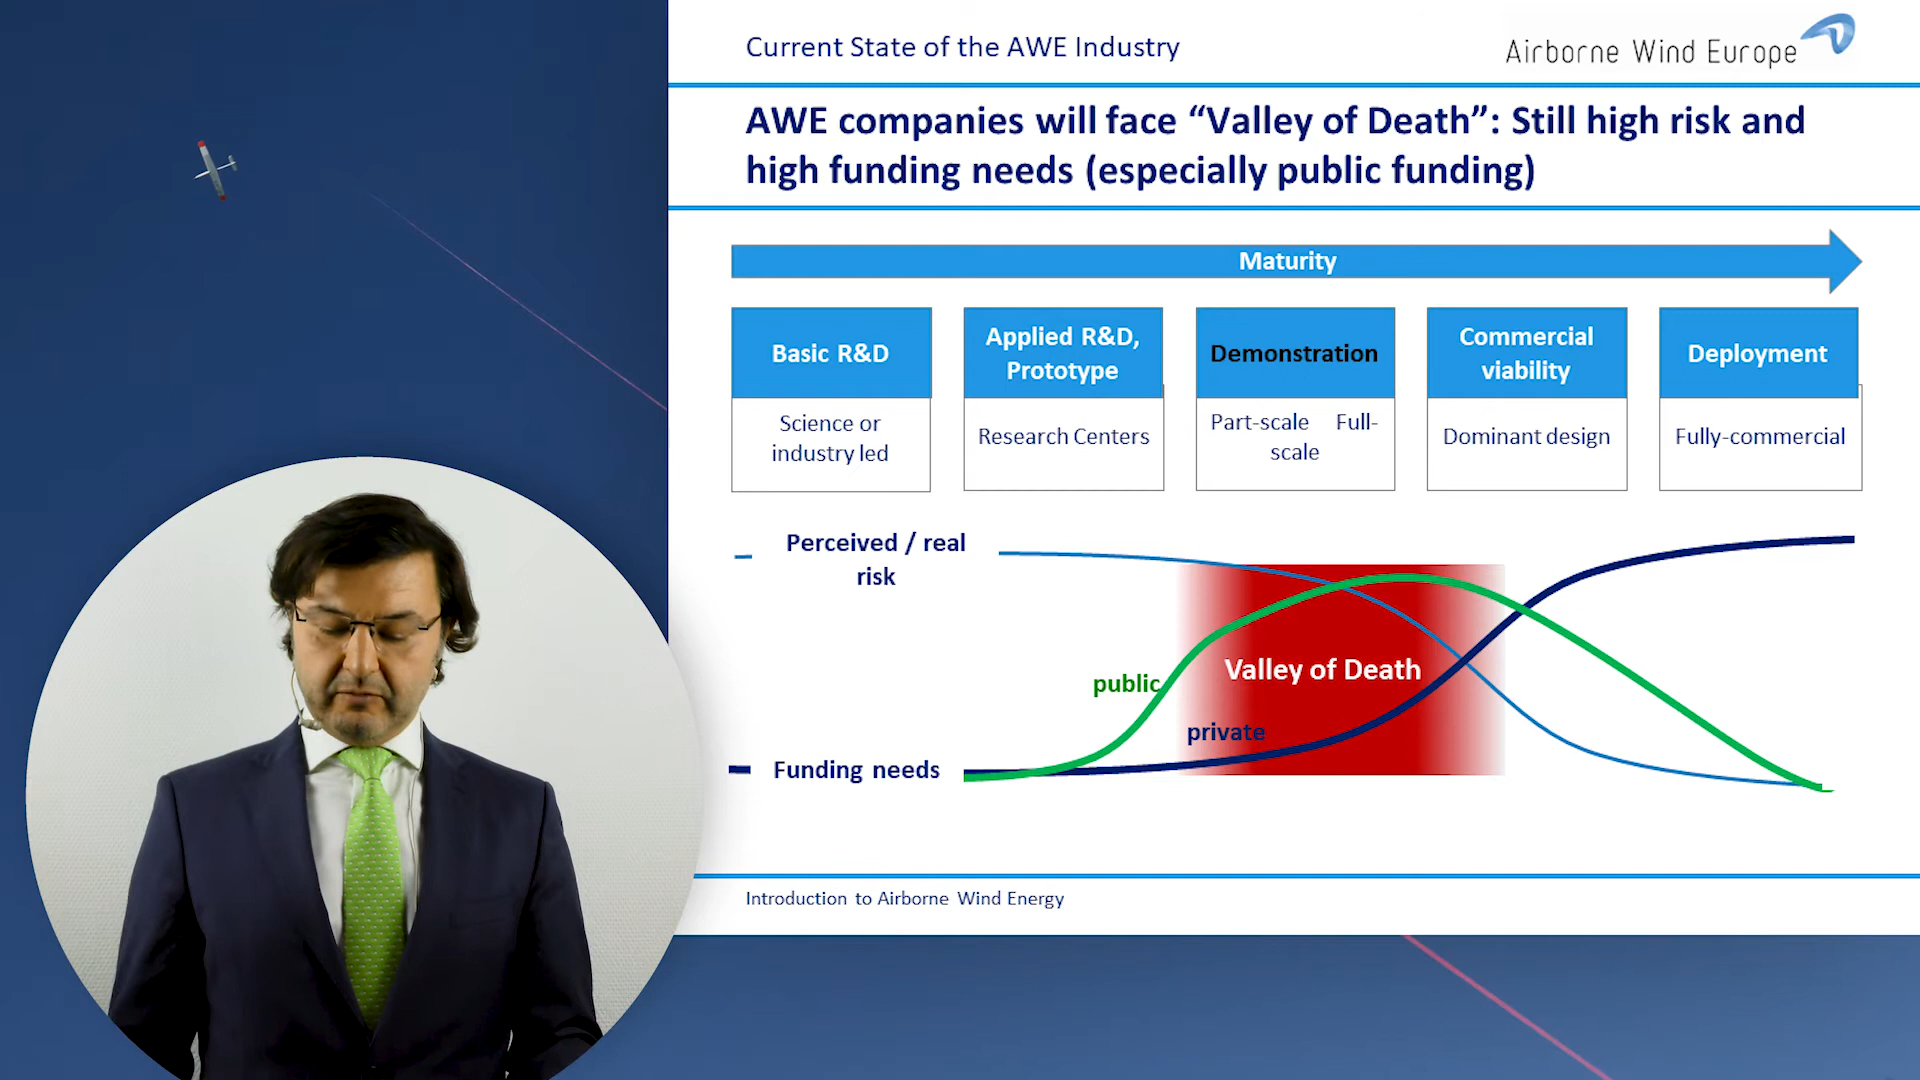 Current State of the AWE Industry
Airborne Wind Europe
AWE companies will face “Valley of Death”: Still high risk and
high funding needs (especially public funding)
Maturity
Basic R&D
Science or
industry led
Applied R&D,
Prototype
Research Centers
Demonstration
Part-scale Full-
scale
Commercial
viability
Dominant design
Deployment
Fully-commercial
Perceived / real
risk
public
Valley of Death
private
Funding needs
Introduction to Airborne Wind Energy